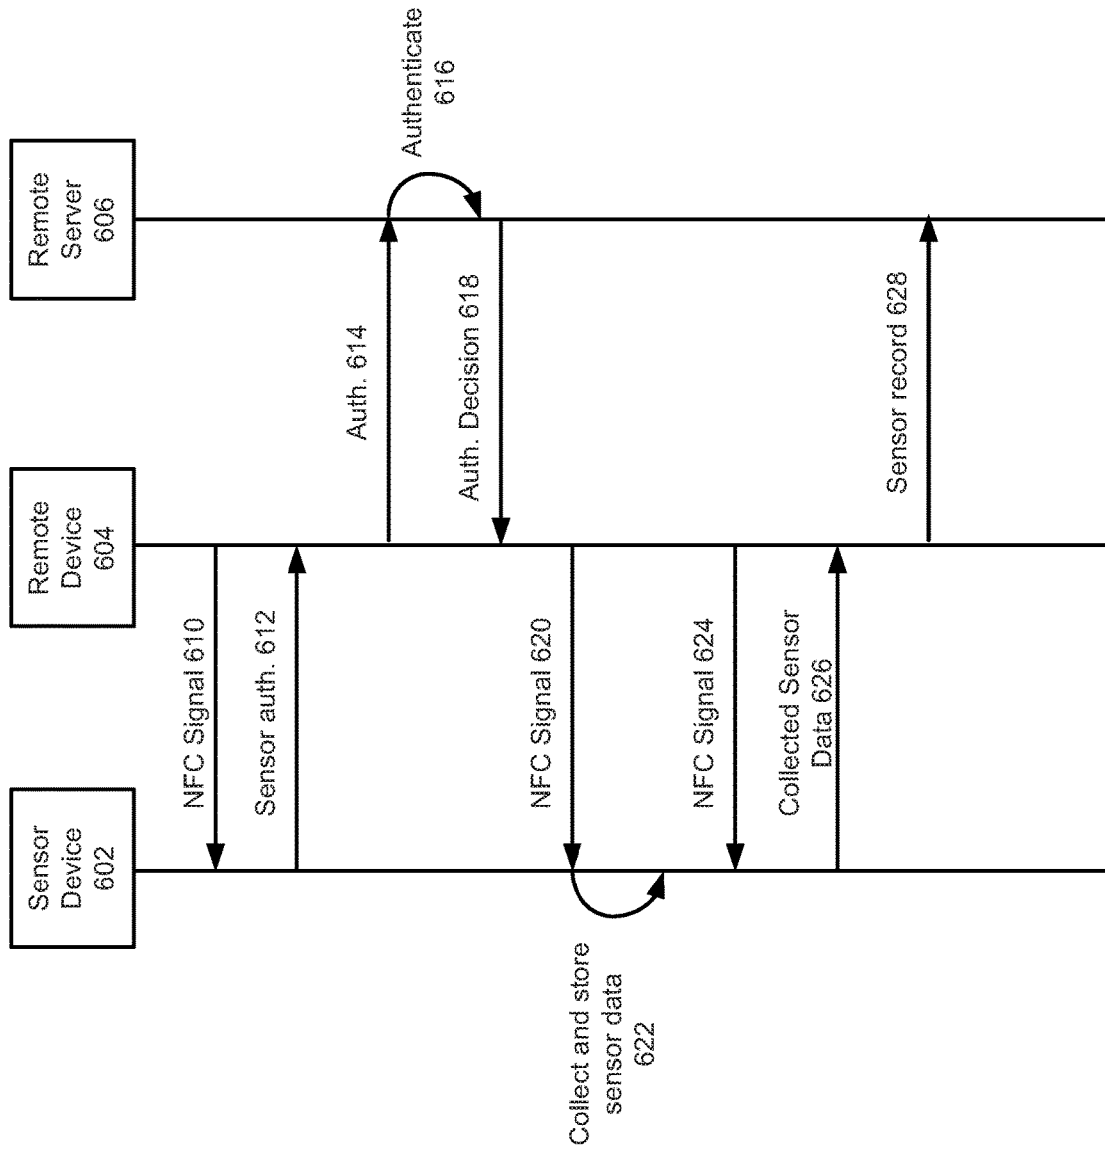 Sensor
Device
602
Remote
Device
604
Remote
Server
606
NFC Signal 610
Sensor auth. 612
Auth. 614
Authenticate
616
Auth. Decision 618
NFC Signal 620
Collect and store
sensor data
622
NFC Signal 624
Collected Sensor
Data 626
Sensor record 628